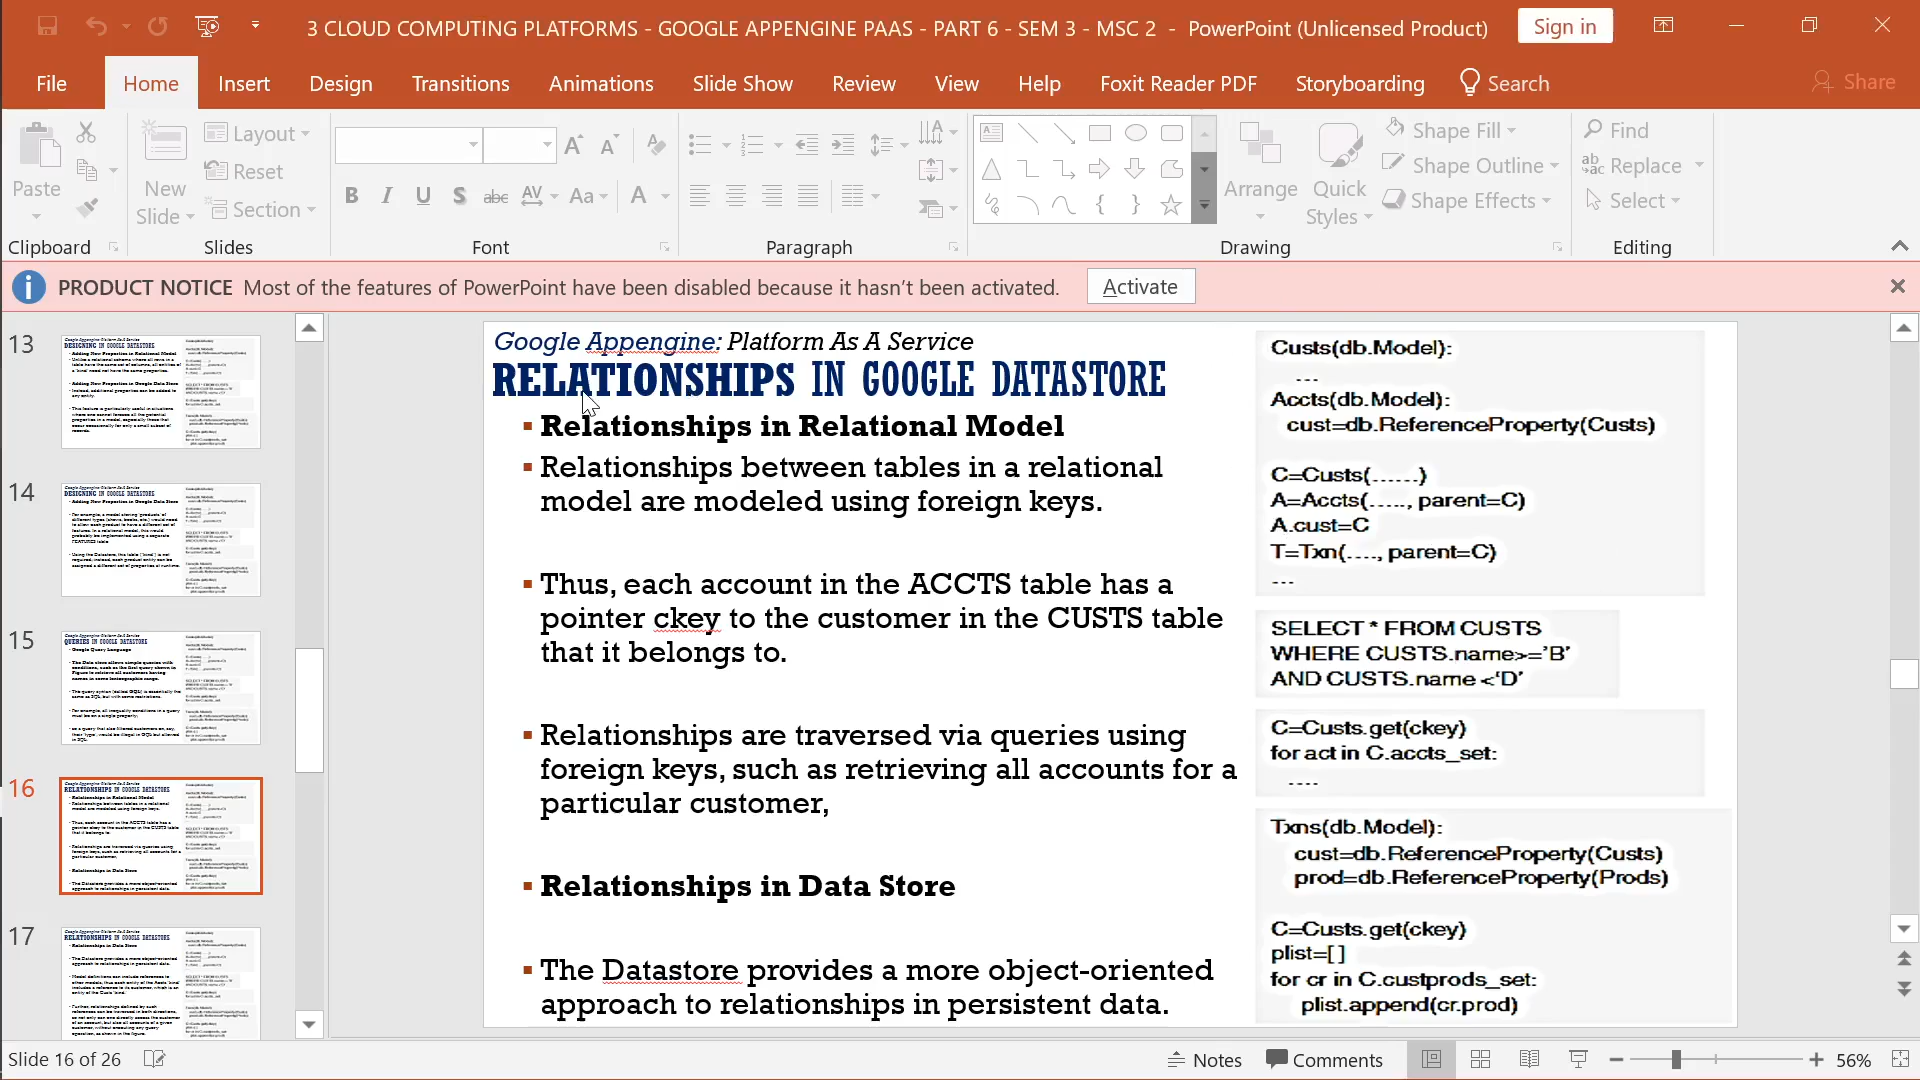 3 CLOUD COMPUTING PLATFORMS - GOOGLE APPENGINE PAAS - PART 6 - SEM 3 - MSC 2 - PowerPoint (Unlicensed Product)
Sign in
File
Home
Insert
Design
Transitions
Animations
Slide Show
Review
View
Help
Foxit Reader PDF
Storyboarding
Search
Share
Paste
Clipboard
New
Slide
Layout
Reset
Section
Slides
Font
Paragraph
Arrange
Quick
Styles
Shape Fill
Shape Outline
Shape Effects
Drawing
Find
Replace
Select
Editing
PRODUCT NOTICE Most of the features of PowerPoint have been disabled because it hasn't been activated.
Activate
13
14
15
16
17
Google Appengine: Platform As A Service
RELATIONSHIPS IN GOOGLE DATASTORE
Relationships in Relational Model
Relationships between tables in a relational
model are modeled using foreign keys.
Thus, each account in the ACCTS table has a
pointer ckey to the customer in the CUSTS table
that it belongs to.
Relationships are traversed via queries using
foreign keys, such as retrieving all accounts for a
particular customer,
Relationships in Data Store
The Datastore provides a more object-oriented
approach to relationships in persistent data.
Custs(db.Model):
...
Accts(db.Model):
cust=db.ReferenceProperty(Custs)
C=Custs(......)
A=Accts(....., parent=C)
A.cust=C
T=Txn(...., parent=C)
...
SELECT * FROM CUSTS
WHERE CUSTS.name>='B'
AND CUSTS.name <'D'
C=Custs.get(ckey)
for act in C.accts_set:
....
Txns(db.Model):
cust=db.ReferenceProperty(Custs)
prod=db.ReferenceProperty(Prods)
C=Custs.get(ckey)
plist=[]
for cr in C.custprods_set:
plist.append(cr.prod)
Slide 16 of 26
Notes
Comments
56%